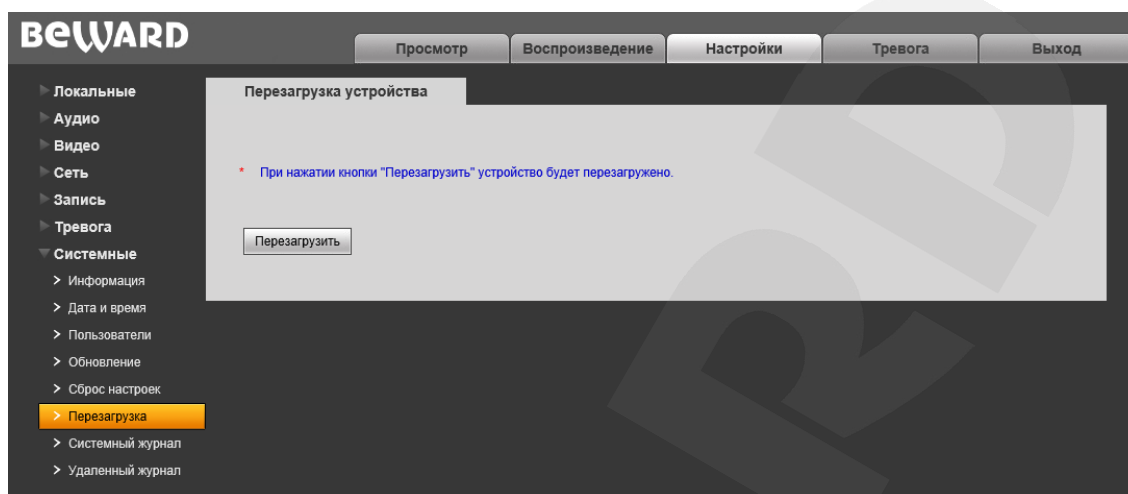 BEWARD
Просмотр Воспроизведение Настройки Тревога Выход
Локальные
Аудио
Видео
Сеть
Запись
Тревога
Системные
Информация
Дата и время
Пользователи
Обновление
Сброс настроек
Перезагрузка
Системный журнал
Удаленный журнал
Перезагрузка устройства
* При нажатии кнопки "Перезагрузить" устройство будет перезагружено.
Перезагрузить